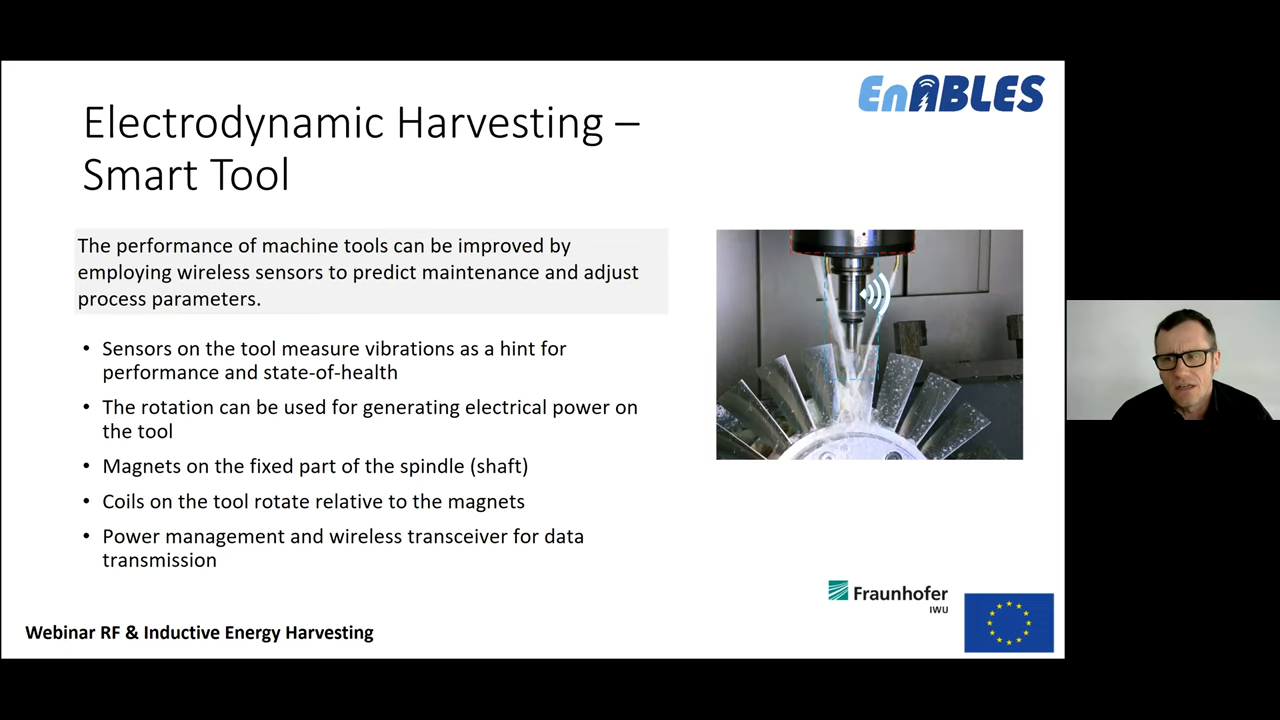 EnABLES
Electrodynamic Harvesting –
Smart Tool
The performance of machine tools can be improved by
employing wireless sensors to predict maintenance and adjust
process parameters.
• Sensors on the tool measure vibrations as a hint for
performance and state-of-health
• The rotation can be used for generating electrical power on
the tool
• Magnets on the fixed part of the spindle (shaft)
• Coils on the tool rotate relative to the magnets
• Power management and wireless transceiver for data
transmission
Fraunhofer
IWU
Webinar RF & Inductive Energy Harvesting